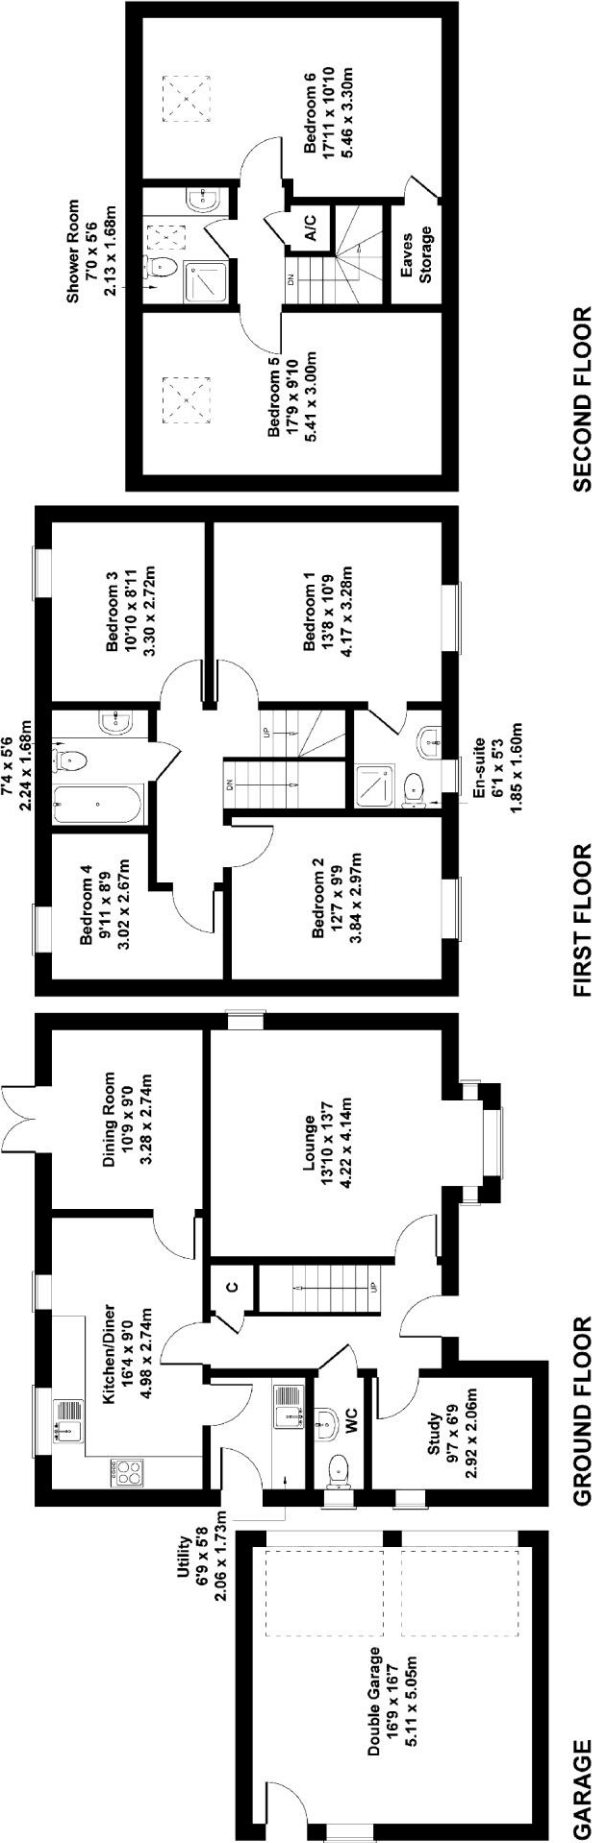 Double Garage
16'9 x 16'7
5.11 x 5.05m
GARAGE
Utility
6'9 x 5'8
2.06 x 1.73m
Kitchen/Diner
16'4 x 9'0
4.98 x 2.74m
Dining Room
10'9 x 9'0
3.28 x 2.74m
C
UP
Lounge
13'10 x 13'7
4.22 x 4.14m
WC
Study
9'7 x 6'9
2.92 x 2.06m
GROUND FLOOR
Bedroom 4
9'11 x 8'9
3.02 x 2.67m
7'4 x 5'6
2.24 x 1.68m
Bedroom 3
10'10 x 8'11
3.30 x 2.72m
DN
UP
Bedroom 2
12'7 x 9'9
3.84 x 2.97m
Bedroom 1
13'8 x 10'9
4.17 x 3.28m
En-suite
6'1 x 5'3
1.85 x 1.60m
FIRST FLOOR
Shower Room
7'0 x 5'6
2.13 x 1.68m
Bedroom 5
17'9 x 9'10
5.41 x 3.00m
DN
A/C
Bedroom 6
17'11 x 10'10
5.46 x 3.30m
Eaves
Storage
SECOND FLOOR